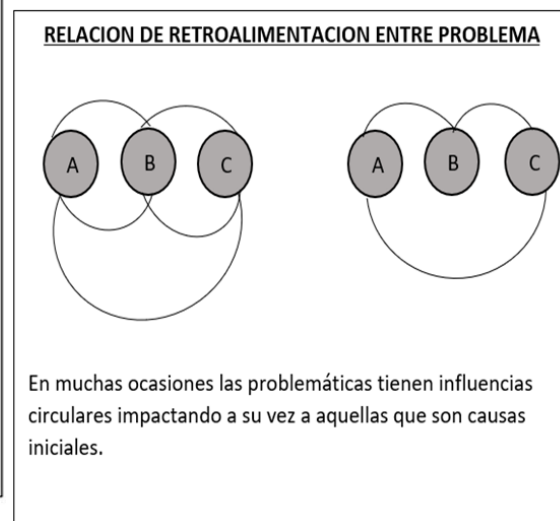 RELACION DE RETROALIMENTACION ENTRE PROBLEMA
A B C A B C
En muchas ocasiones las problemáticas tienen influencias
circulares impactando a su vez a aquellas que son causas
iniciales.